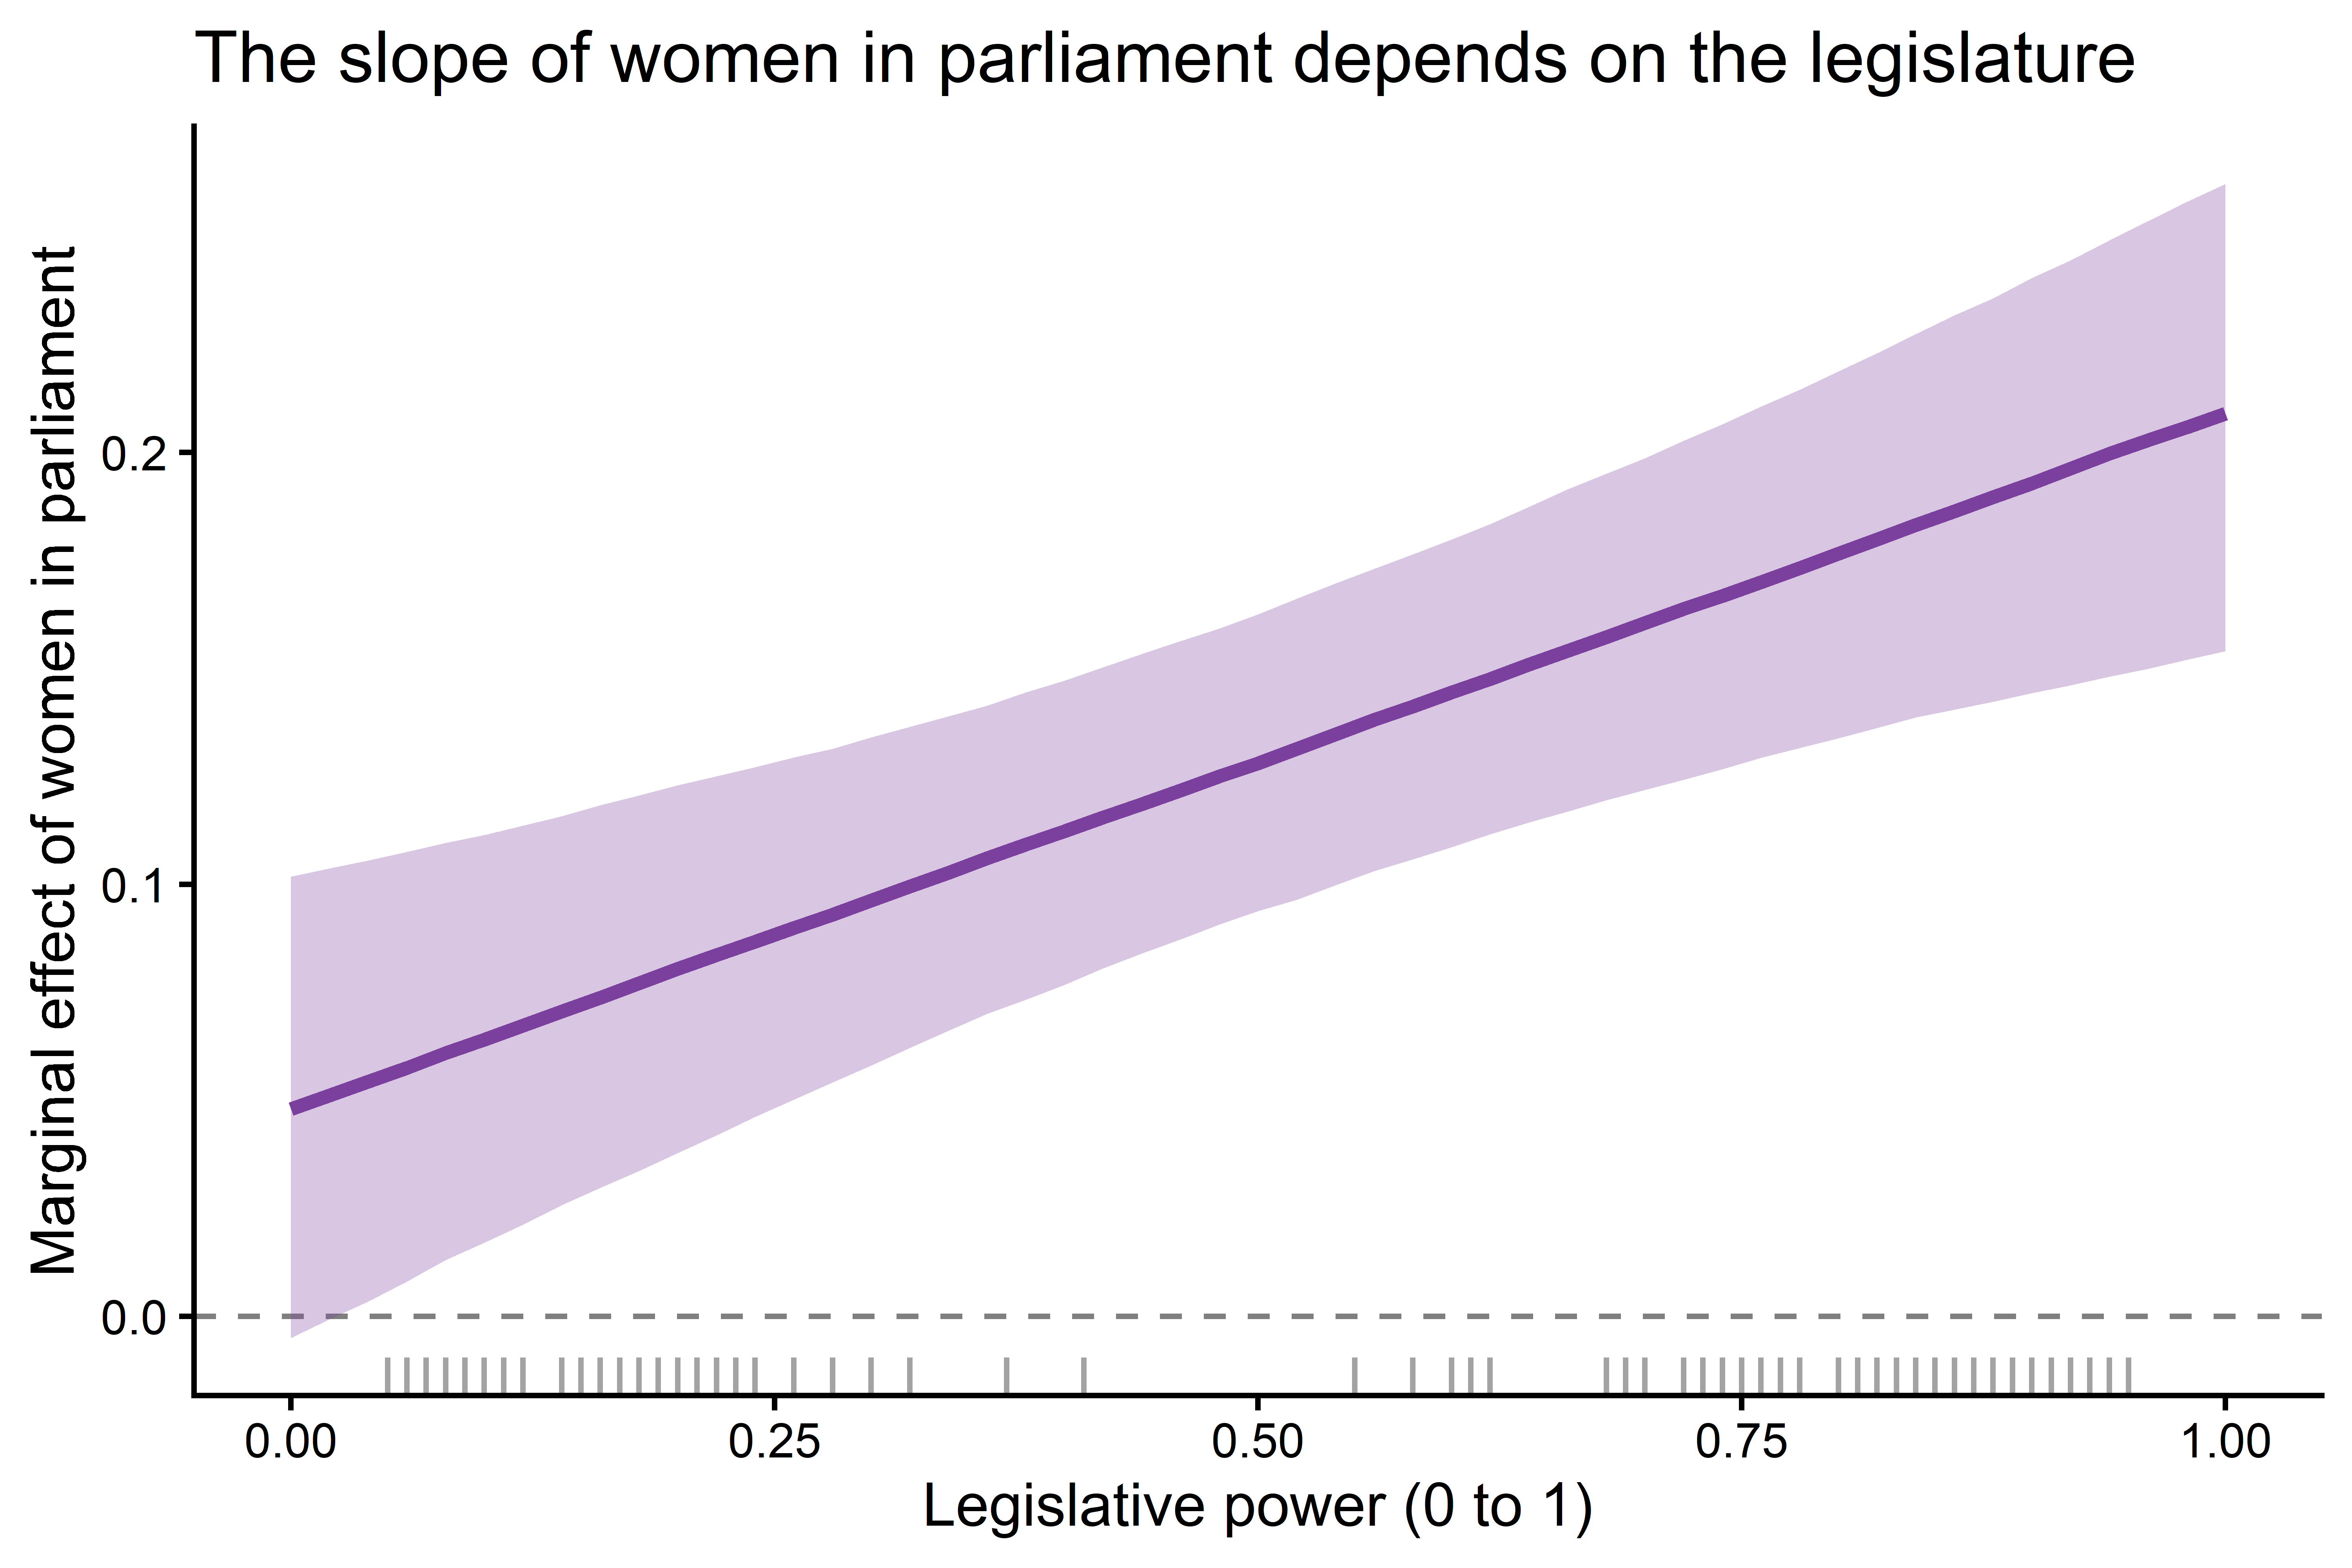 The slope of women in parliament depends on the legislature
Marginal effect of women in parliament
0.2
0.1
0.0
0.00 0.25 0.50 0.75 1.00
Legislative power (0 to 1)